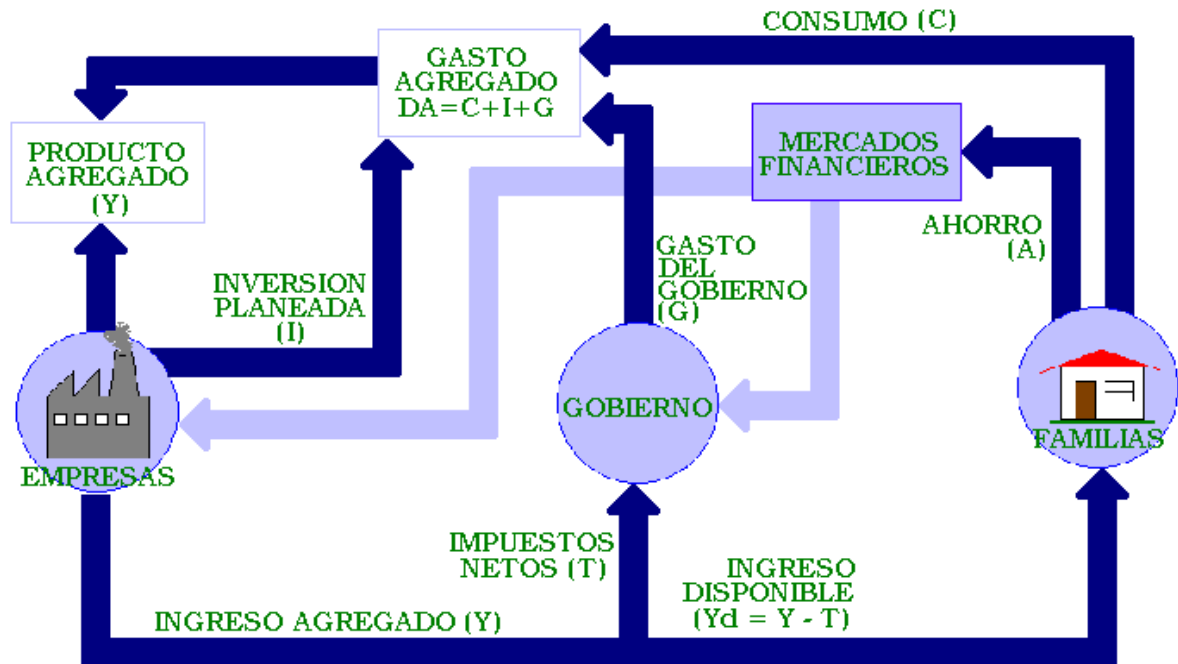 CONSUMO (C)
GASTO
AGREGADO
DA=C+I+G
MERCADOS
FINANCIEROS
PRODUCTO
AGREGADO
(Y)
AHORRO
(A)
GASTO
DEL
GOBIERNO
(G)
INVERSION
PLANEADA
(I)
GOBIERNO
FAMILIAS
EMPRESAS
IMPUESTOS
NETOS (T)
INGRESO
DISPONIBLE
(Yd = Y - T)
INGRESO AGREGADO (Y)